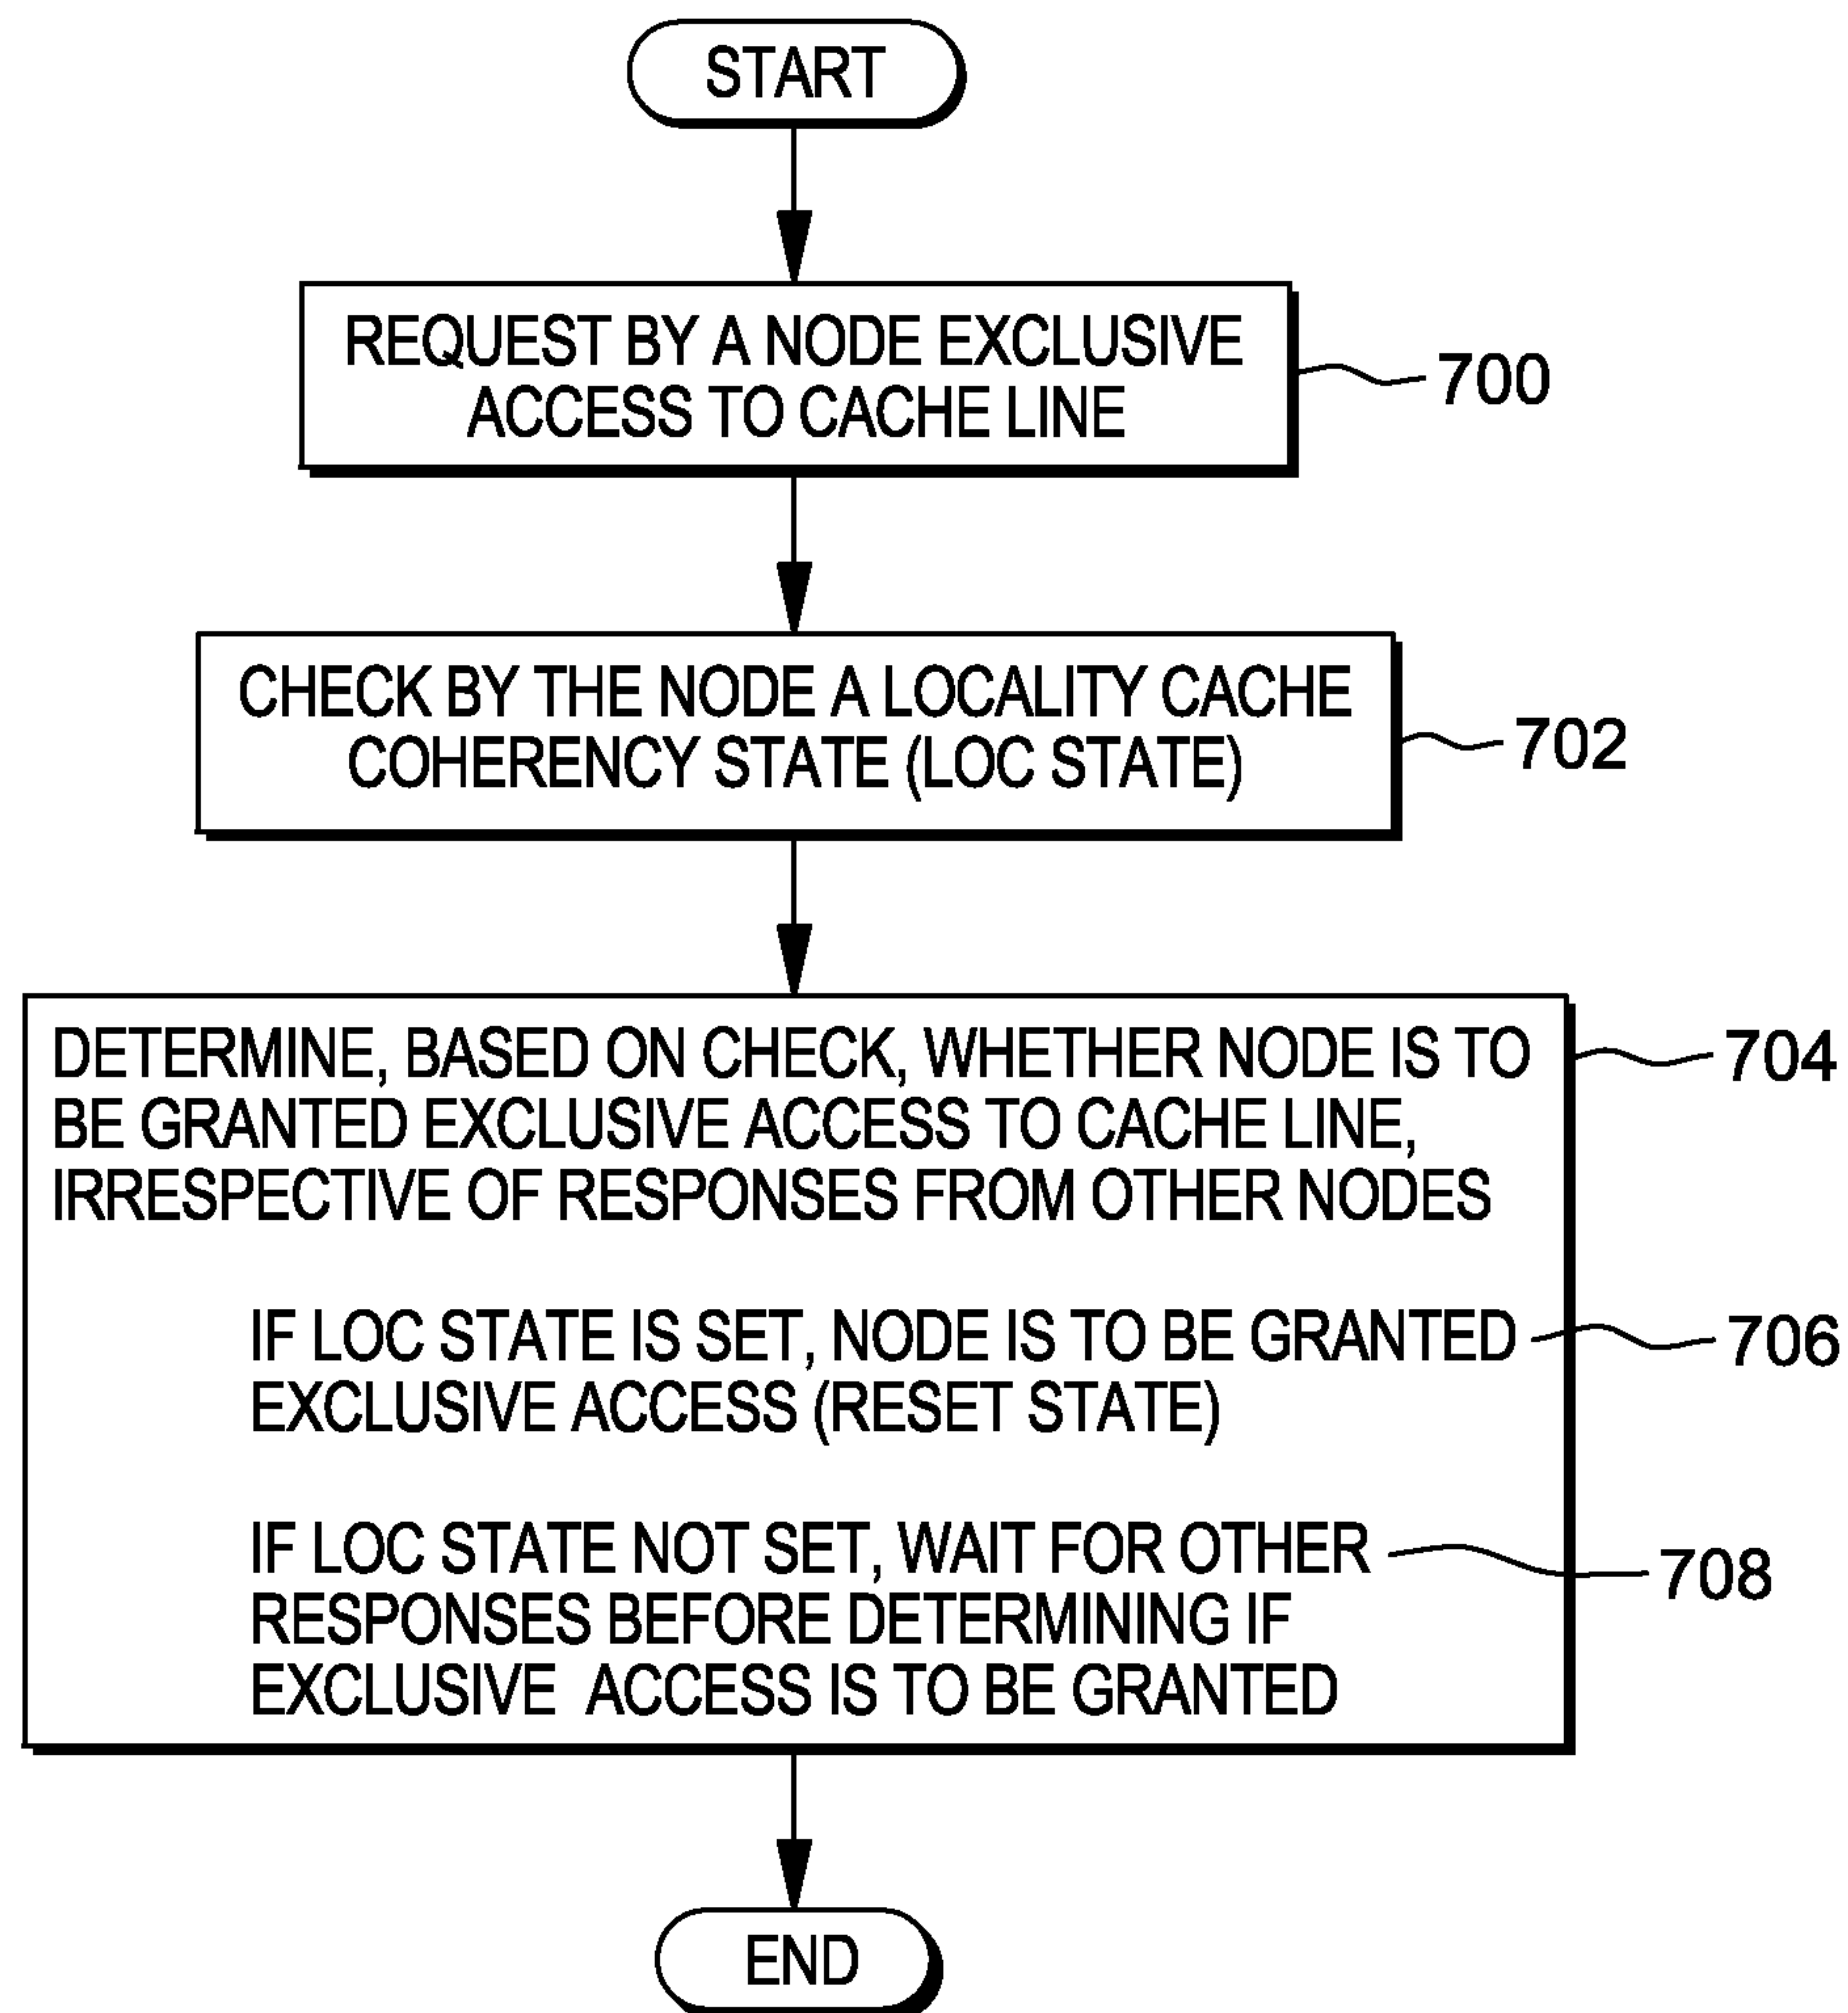 START
REQUEST BY A NODE EXCLUSIVE
ACCESS TO CACHE LINE
700
CHECK BY THE NODE A LOCALITY CACHE
COHERENCY STATE (LOC STATE)
702
DETERMINE, BASED ON CHECK, WHETHER NODE IS TO
BE GRANTED EXCLUSIVE ACCESS TO CACHE LINE,
IRRESPECTIVE OF RESPONSES FROM OTHER NODES
704
IF LOC STATE IS SET, NODE IS TO BE GRANTED
EXCLUSIVE ACCESS (RESET STATE)
706
IF LOC STATE NOT SET, WAIT FOR OTHER
RESPONSES BEFORE DETERMINING IF
EXCLUSIVE ACCESS IS TO BE GRANTED
708
END